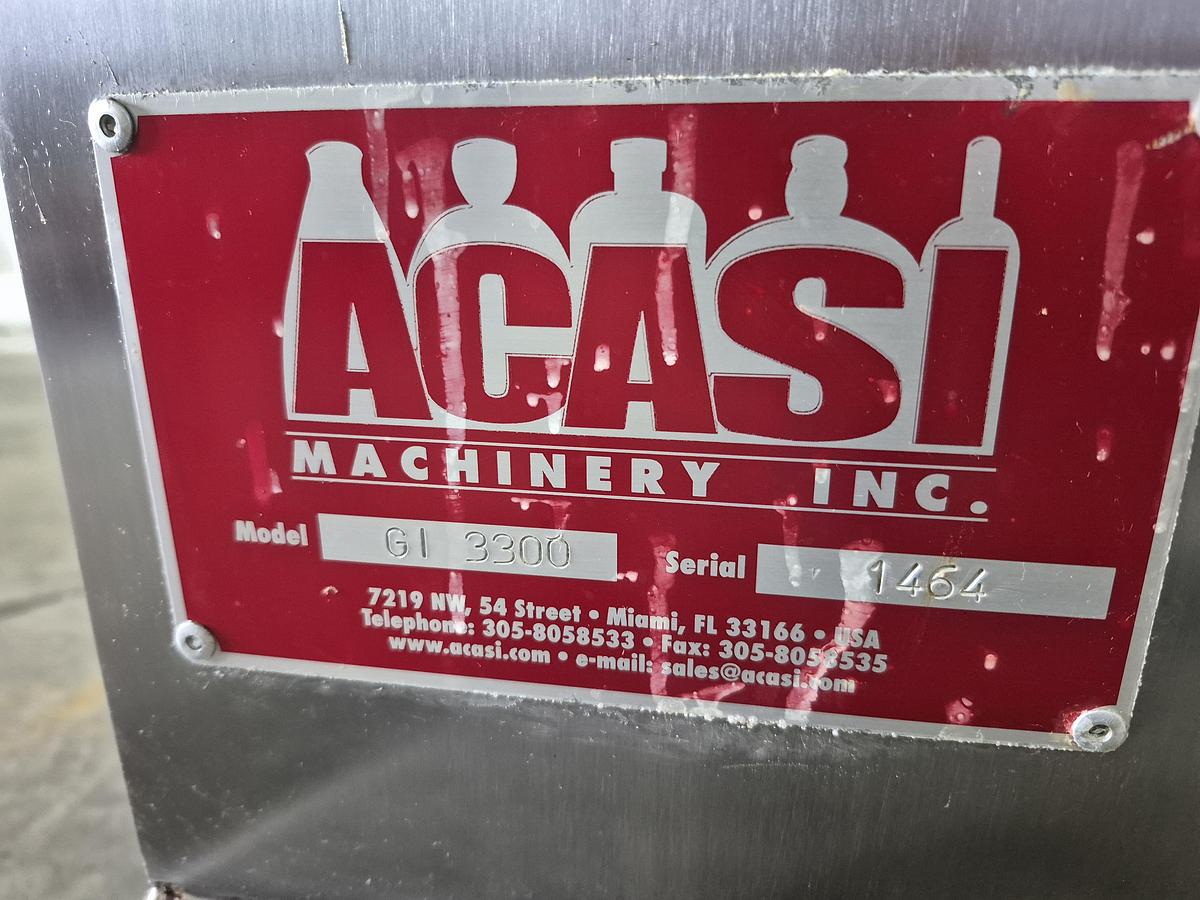 ACASI
MACHINERY INC.
Model GI 3300 Serial 1464
7219 NW, 54 Street • Miami, FL 33166 • USA
Telephone: 305-8058533 • Fax: 305-8058535
www.acasi.com • e-mail: sales@acasi.com